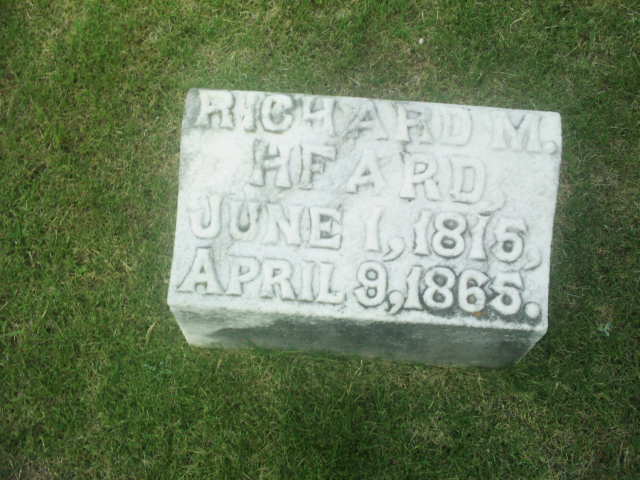 RICHARD M.
HEARD,
JUNE 1, 1815,
APRIL 9, 1865.